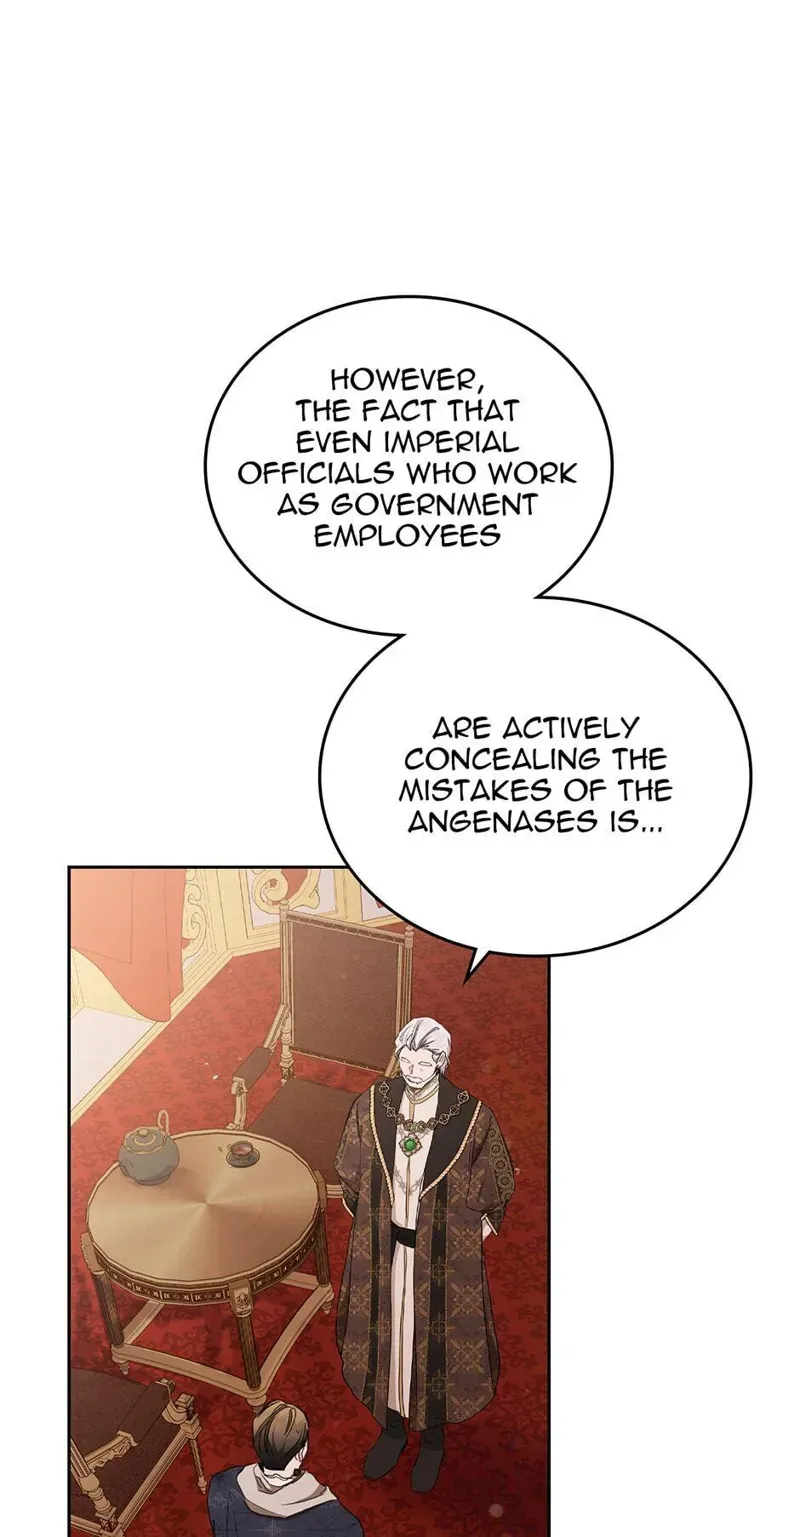 HOWEVER,
THE FACT THAT
EVEN IMPERIAL
OFFICIALS WHO WORK
AS GOVERNMENT
EMPLOYEES
ARE ACTIVELY
CONCEALING THE
MISTAKES OF THE
ANGENASES IS...